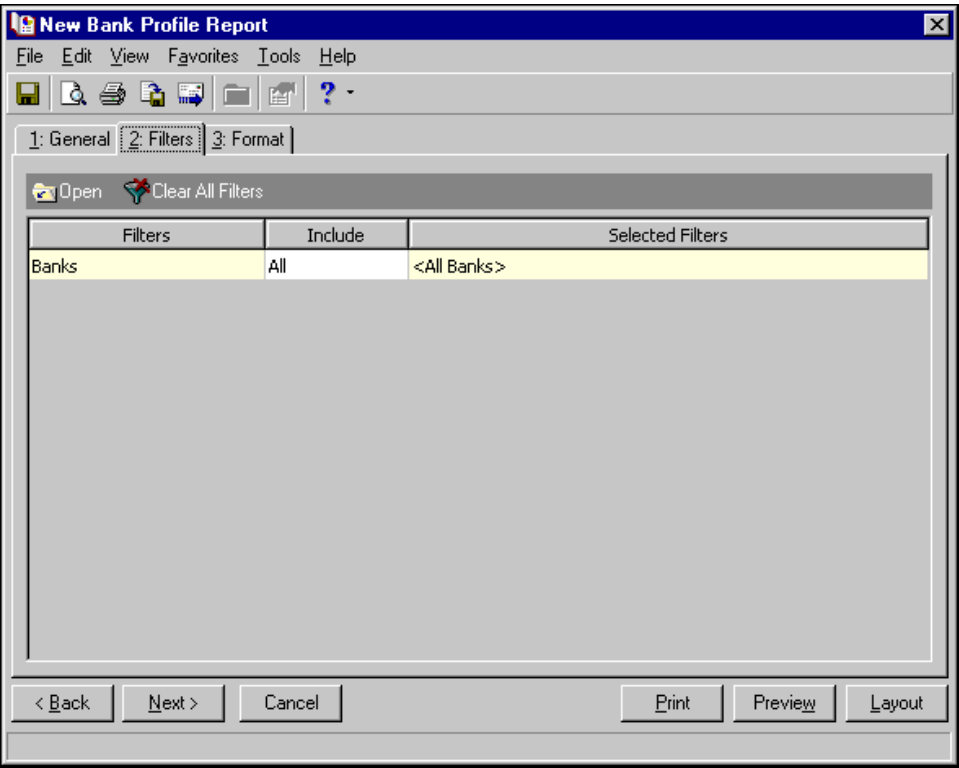 New Bank Profile Report
File Edit View Favorites Tools Help
?
1: General 2: Filters 3: Format
Open Clear All Filters
Filters Include Selected Filters
Banks All <All Banks>
< Back Next > Cancel Print Preview Layout